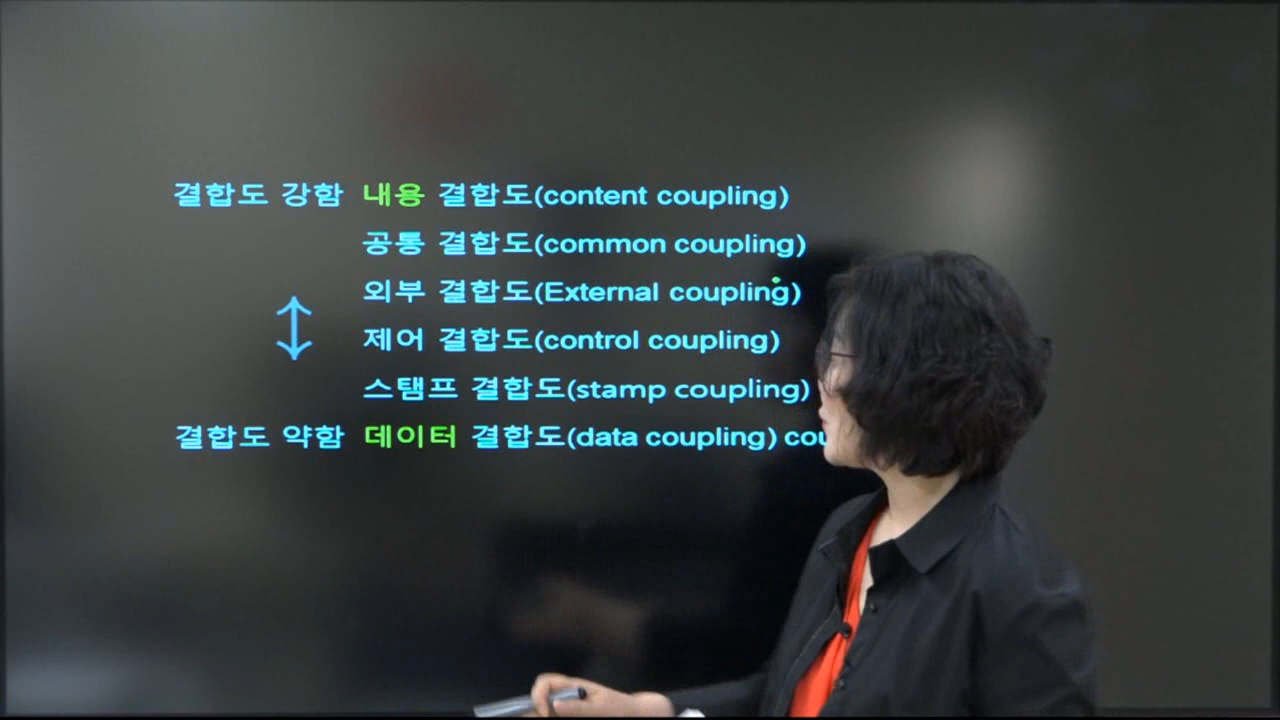 결합도 강함 내용 결합도(content coupling)
공통 결합도(common coupling)
외부 결합도(External coupling)
제어 결합도(control coupling)
스탬프 결합도(stamp coupling)
결합도 약함 데이터 결합도(data coupling)